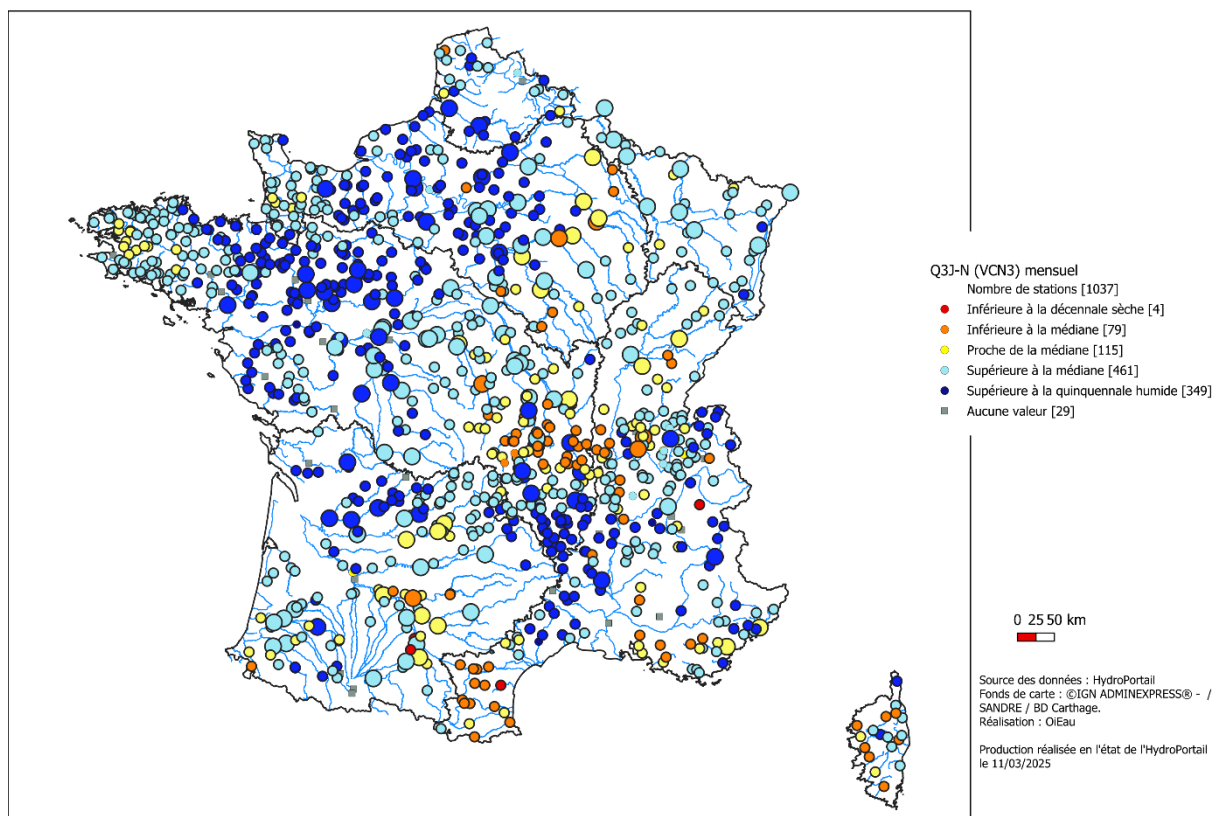 Q3J-N (VCN3) mensuel
Nombre de stations [1037]
Inférieure à la décennale sèche [4]
Inférieure à la médiane [79]
Proche de la médiane [115]
Supérieure à la médiane [461]
Supérieure à la quinquennale humide [349]
Aucune valeur [29]
0 25 50 km
Source des données : HydroPortail
Fonds de carte : ©IGN ADMINEXPRESS® - /
SANDRE / BD Carthage.
Réalisation : OiEau
Production réalisée en l'état de l'HydroPortail
le 11/03/2025